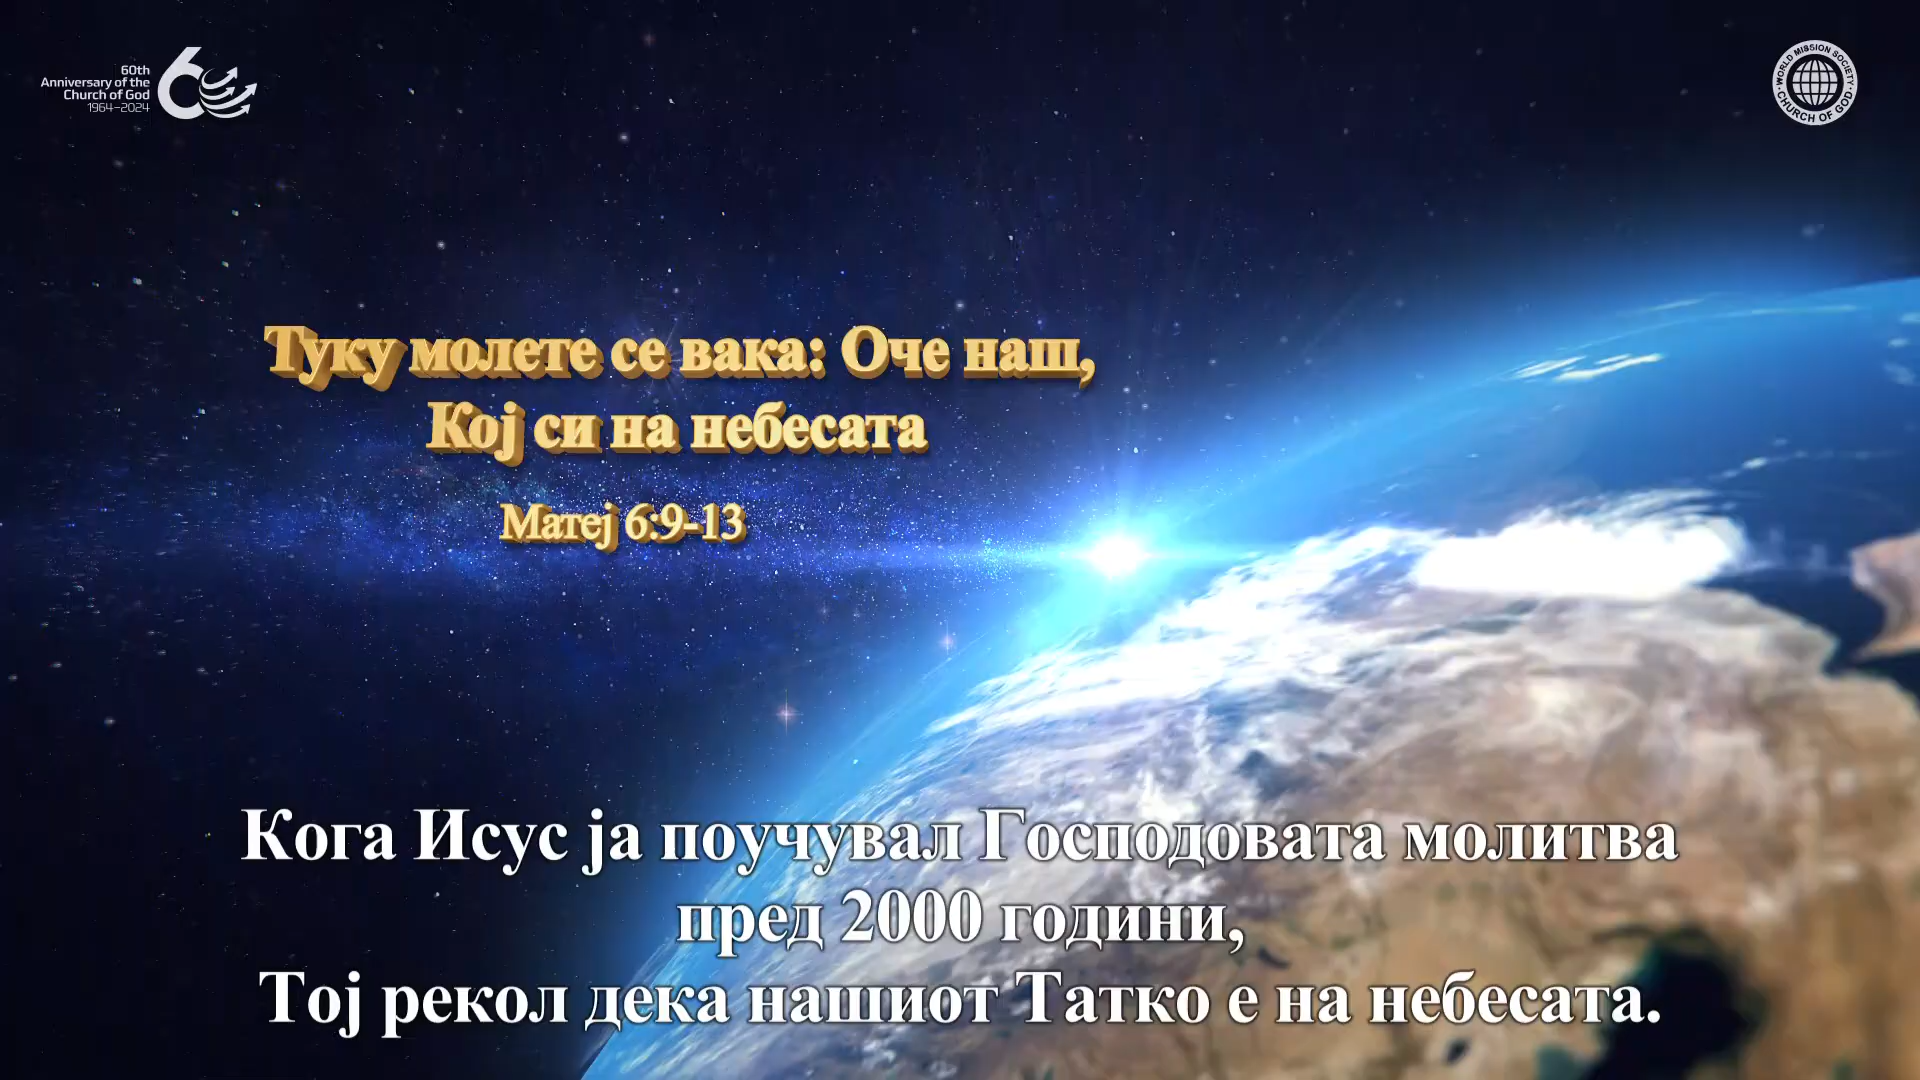 60th
Anniversary of the
Church of God
1964–2024
WORLD MISSION SOCIETY
CHURCH OF GOD
Туку молете се вака: Оче наш,
Кој си на небесата
Матеј 6:9-13
Кога Исус ја поучувал Господовата молитва
пред 2000 години,
Тој рекол дека нашиот Татко е на небесата.